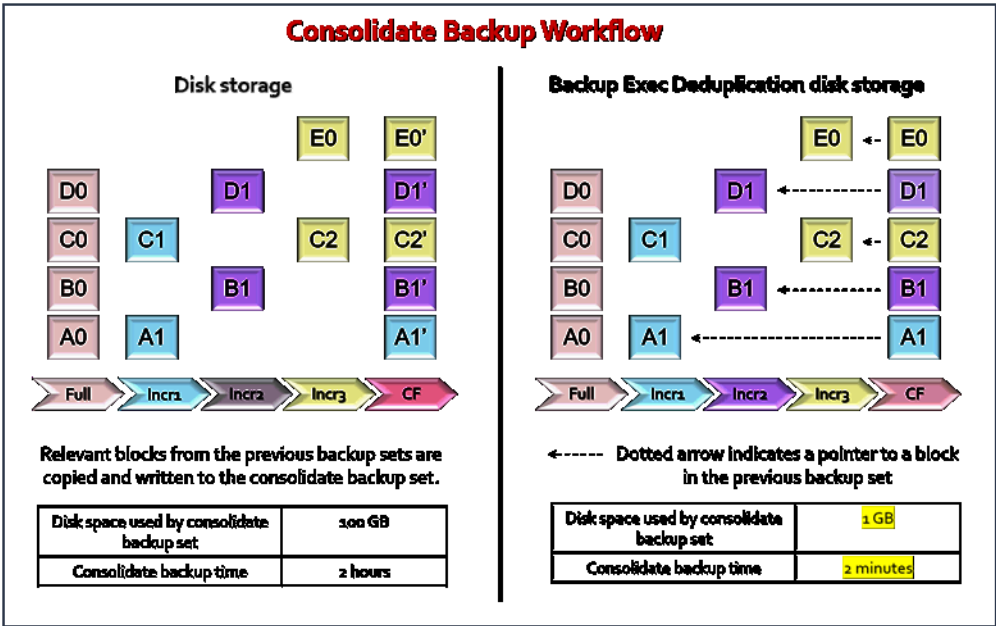 Consolidate Backup Workflow
Disk storage
E0 E0'
D0 D1 D1'
C0 C1 C2 C2'
B0 B1 B1'
A0 A1 A1'
Full Incr1 Incr2 Incr3 CF
Relevant blocks from the previous backup sets are
copied and written to the consolidate backup set.
Disk space used by consolidate
backup set
100 GB
Consolidate backup time
2 hours
Backup Exec Deduplication disk storage
E0 E0
D0 D1 D1
C0 C1 C2 C2
B0 B1 B1
A0 A1 A1
Full Incr1 Incr2 Incr3 CF
Dotted arrow indicates a pointer to a block
in the previous backup set
Disk space used by consolidate
backup set
1 GB
Consolidate backup time
2 minutes